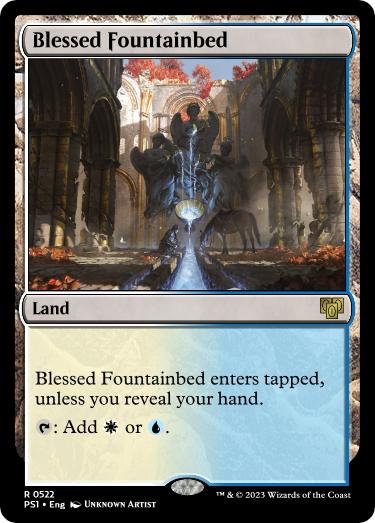 Blessed Fountainbed
Land
Blessed Fountainbed enters tapped,
unless you reveal your hand.
: Add or .
R 0522
PS1 • Eng Unknown Artist
™ & © 2023 Wizards of the Coast